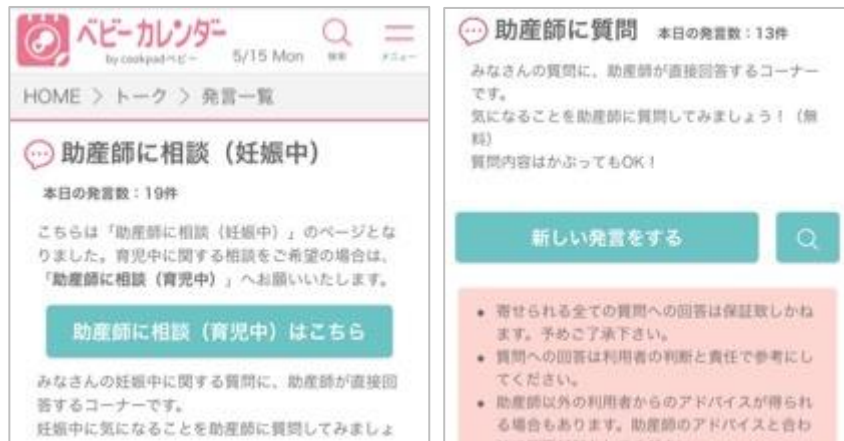 ベビーカレンダー
by cookpadベビー
5/15 Mon
検索
メニュー
HOME > トーク > 発言一覧
助産師に相談（妊娠中）
本日の発言数：19件
こちらは「助産師に相談（妊娠中）」のページとな
りました。育児中に関する相談をご希望の場合は、
「助産師に相談（育児中）」へお願いいたします。
助産師に相談（育児中）はこちら
みなさんの妊娠中に関する質問に、助産師が直接回
答するコーナーです。
妊娠中に気になることを助産師に質問してみましょ
助産師に質問 本日の発言数：13件
みなさんの質問に、助産師が直接回答するコーナー
です。
気になることを助産師に質問してみましょう！（無
料）
質問内容はかぶってもOK！
新しい発言をする
• 寄せられる全ての質問への回答は保証致しかね
ます。予めご了承下さい。
• 質問への回答は利用者の判断と責任で参考にし
てください。
• 助産師以外の利用者からのアドバイスが得られ
る場合もあります。助産師のアドバイスと合わ